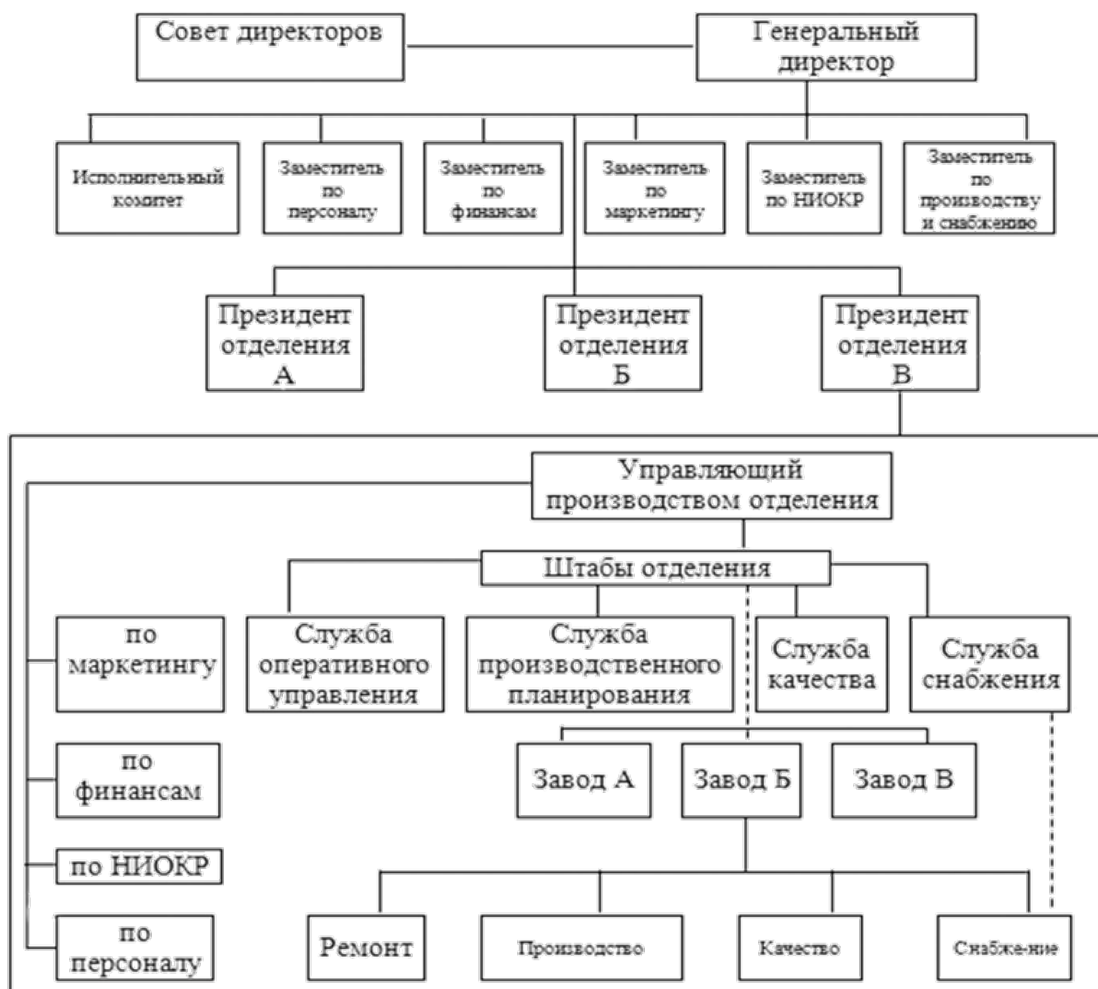 Совет директоров
Генеральный
директор
Исполнительный
комитет
Заместитель
по
персоналу
Заместитель
по
финансам
Заместитель
по
маркетингу
Заместитель
по НИОКР
Заместитель
по
производству
и снабжению
Президент
отделения
А
Президент
отделения
Б
Президент
отделения
В
Управляющий
производством отделения
Штабы отделения
по
маркетингу
Служба
оперативного
управления
Служба
производственного
планирования
Служба
качества
Служба
снабжения
по
финансам
Завод А
Завод Б
Завод В
по НИОКР
по
персоналу
Ремонт
Производство
Качество
Снабже-ние